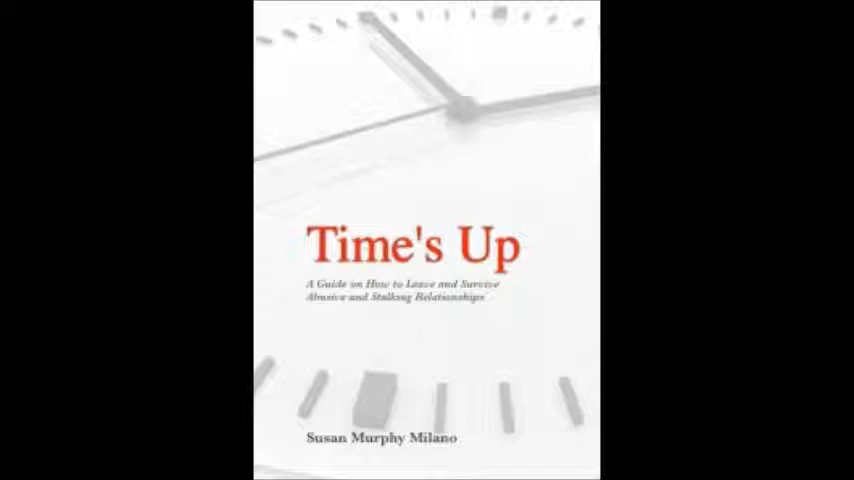 Time's Up
A Guide on How to Leave and Survive
Abusive and Stalking Relationships
Susan Murphy Milano